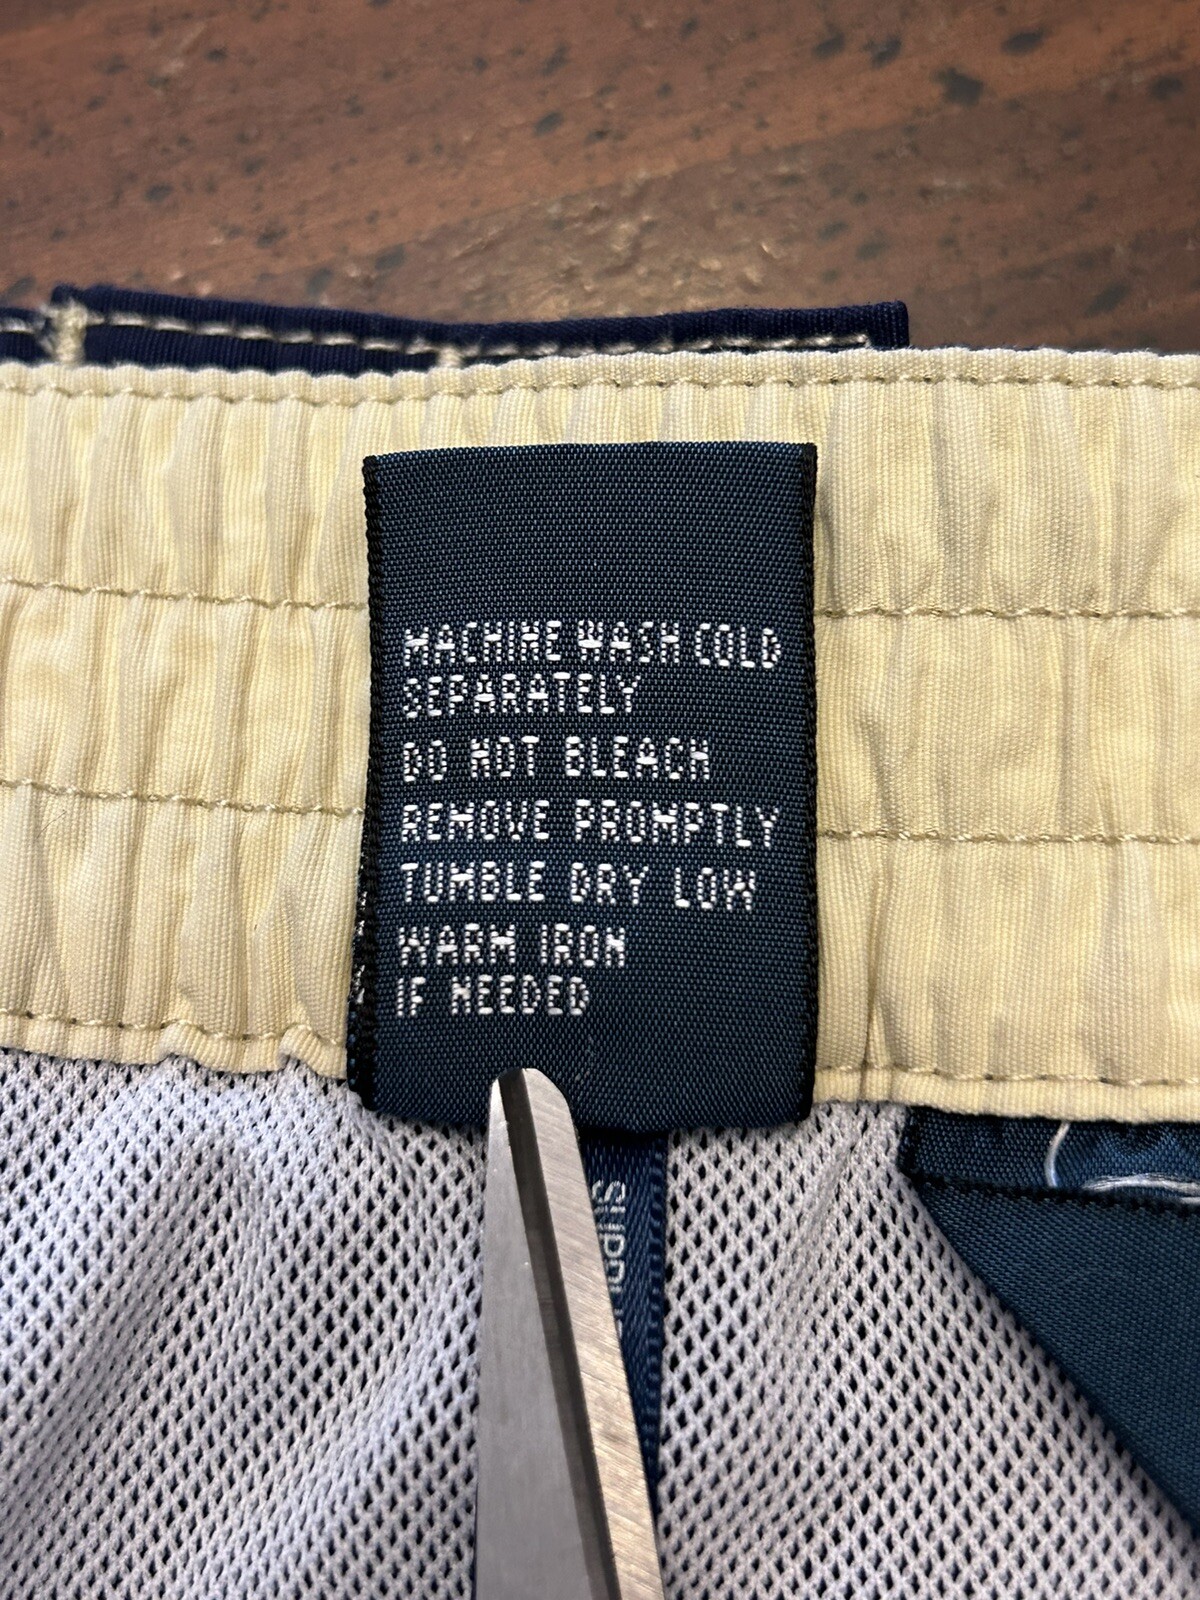 MACHINE WASH COLD
SEPARATELY
DO NOT BLEACH
REMOVE PROMPTLY
TUMBLE DRY LOW
WARM IRON
IF NEEDED